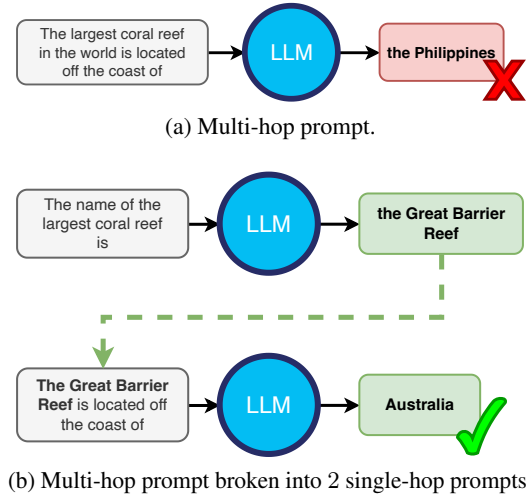 The largest coral reef
in the world is located
off the coast of
LLM
the Philippines
(a) Multi-hop prompt.
The name of the
largest coral reef
is
LLM
the Great Barrier
Reef
The Great Barrier
Reef is located off
the coast of
LLM
Australia
(b) Multi-hop prompt broken into 2 single-hop prompts